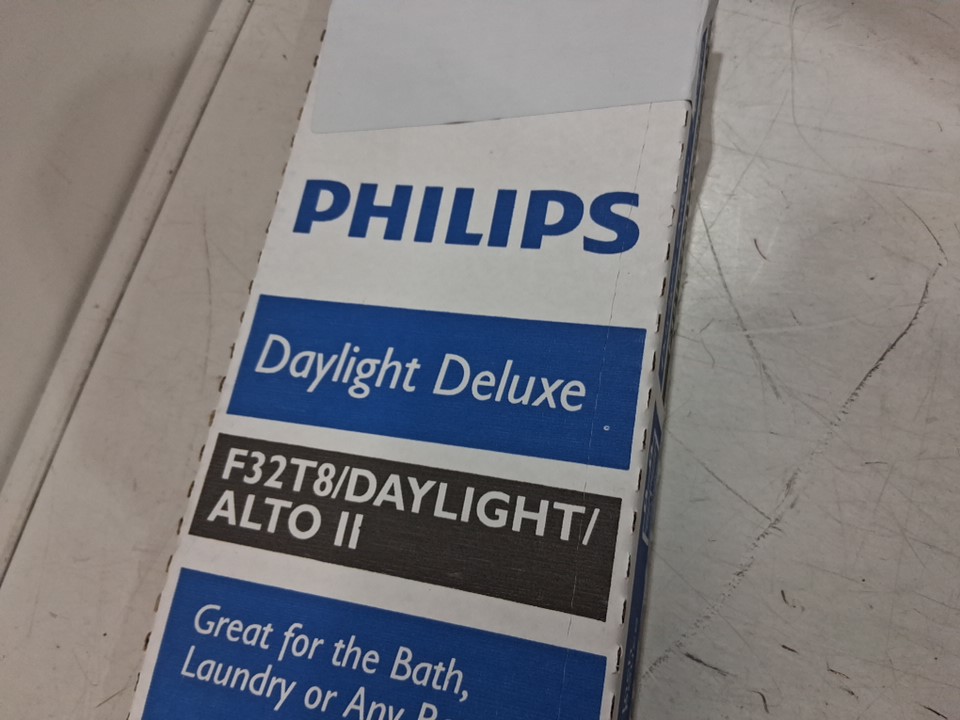 PHILIPS
Daylight Deluxe
F32T8/DAYLIGHT/
ALTO II
Great for the Bath,
Laundry or Any